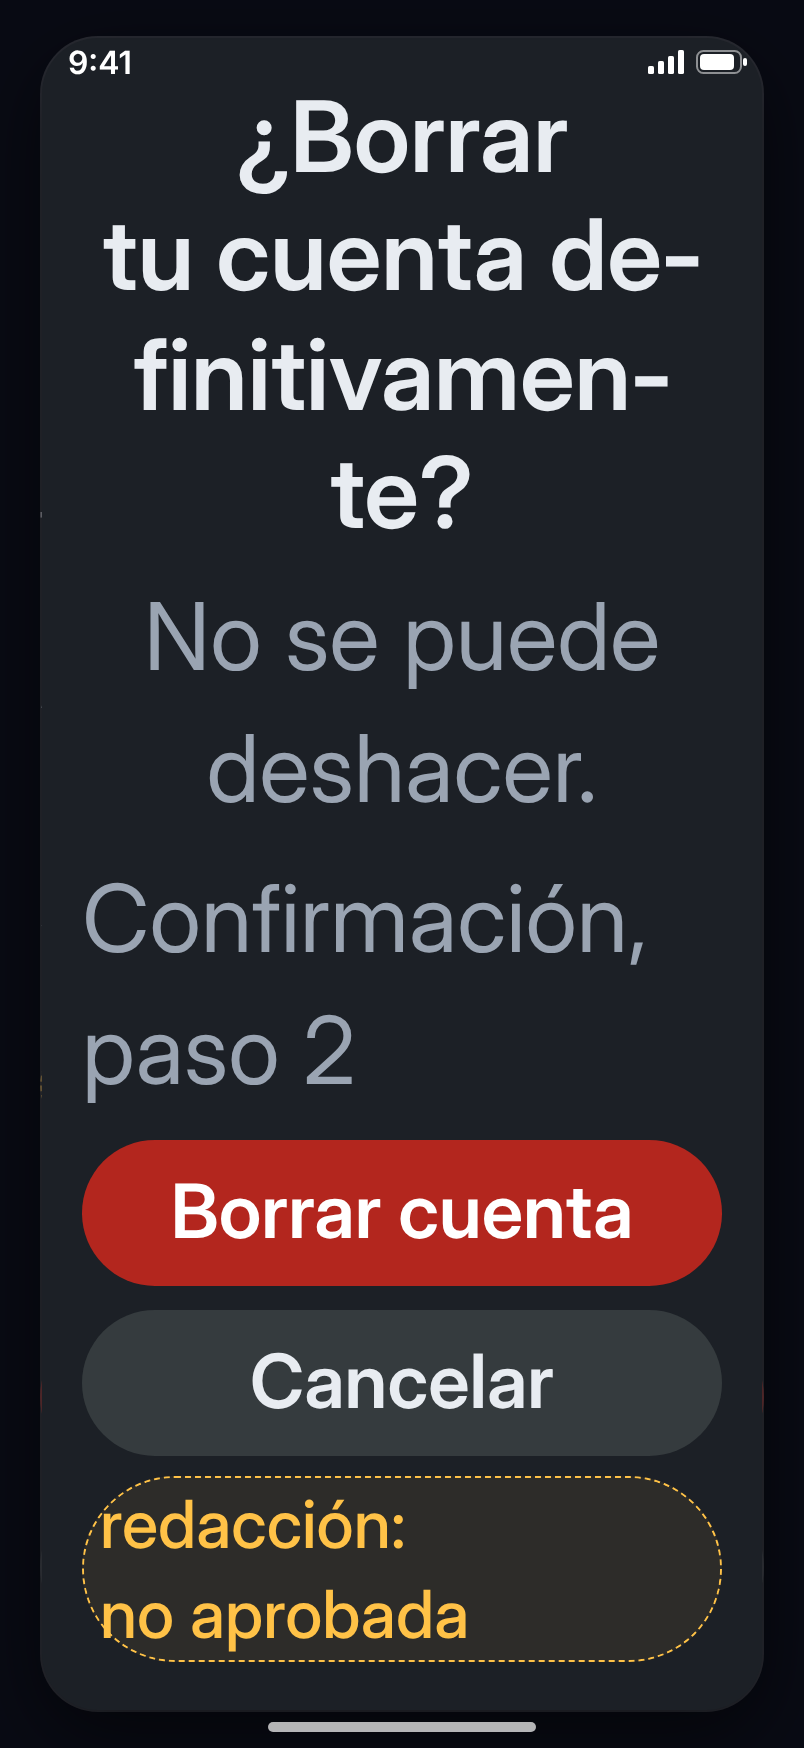 9:41
¿Borrar
tu cuenta de-
finitivamen-
te?
No se puede
deshacer.
Confirmación,
paso 2
Borrar cuenta
Cancelar
redacción:
no aprobada